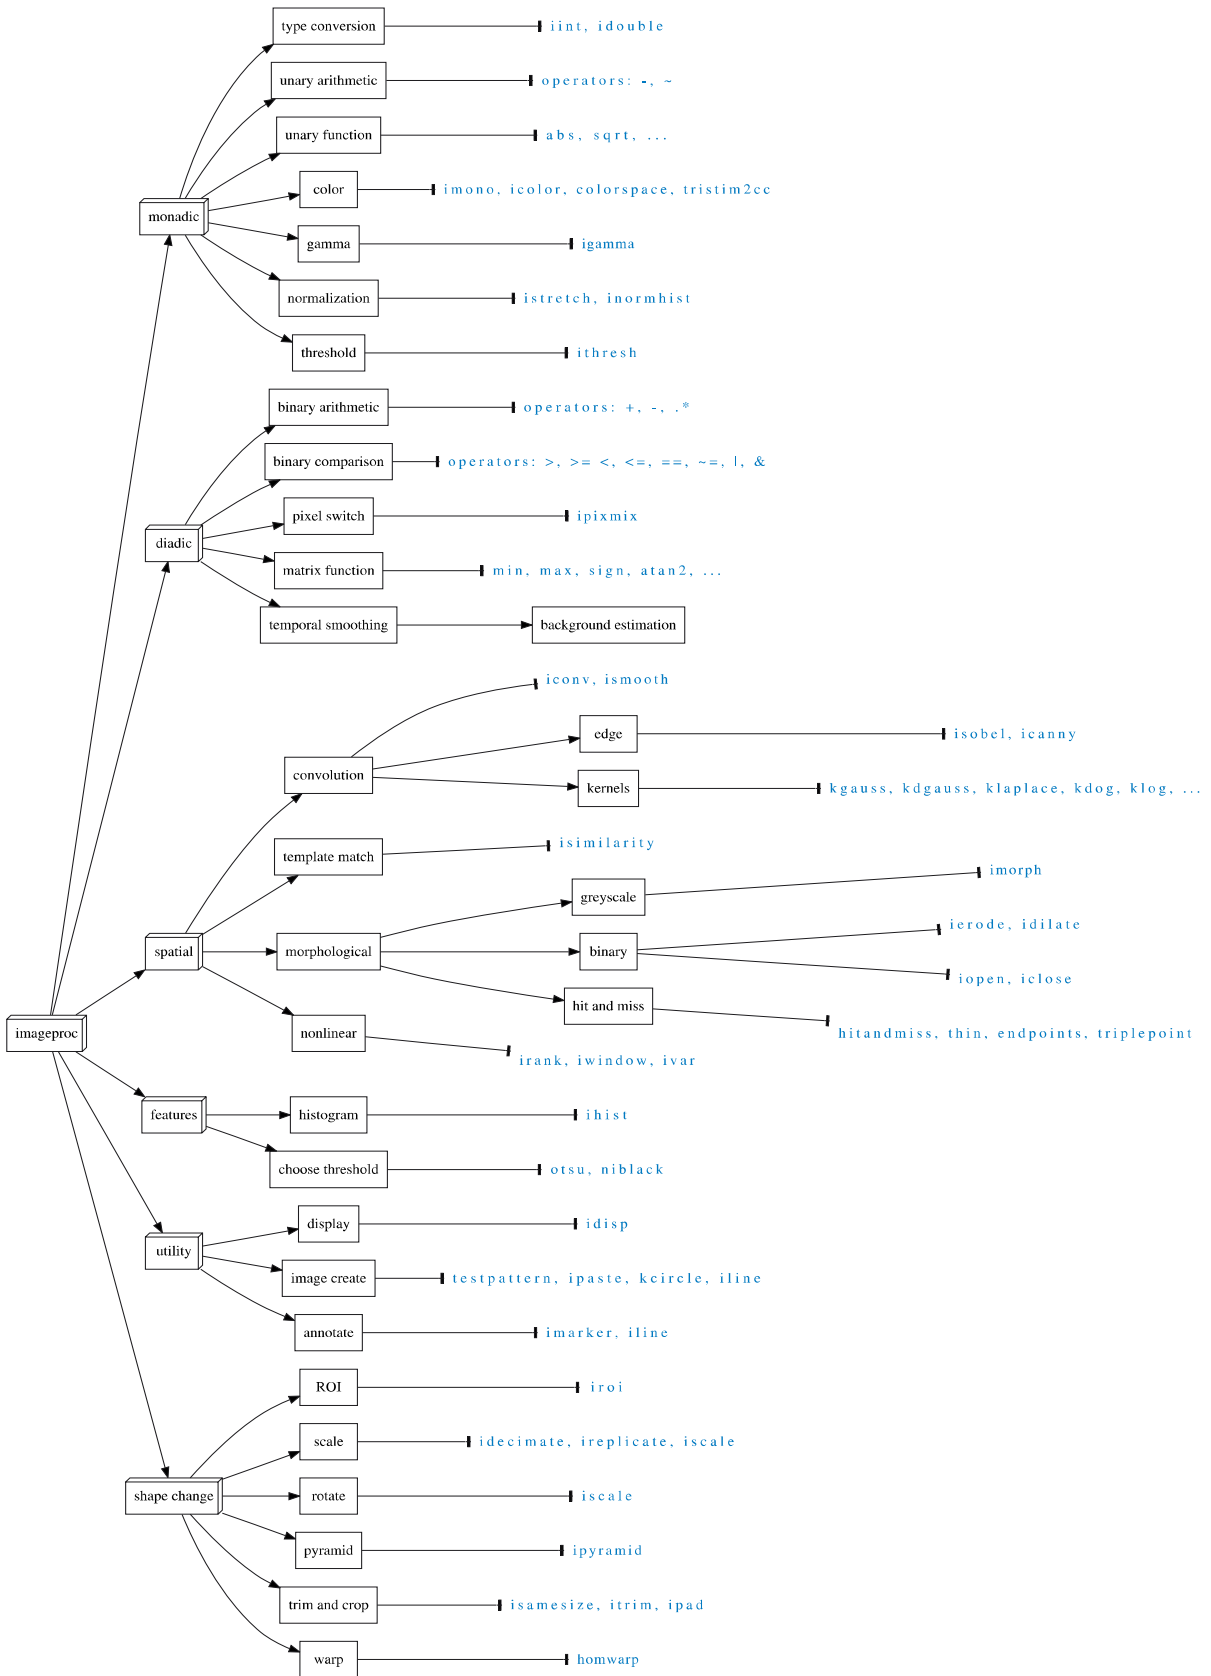 type conversion iint, idouble
unary arithmetic operators: -, ~
unary function abs, sqrt, ...
color imono, icolor, colorspace, tristim2cc
monadic
gamma igamma
normalization istretch, inormhist
threshold ithresh
binary arithmetic operators: +, -, .*
binary comparison operators: >, >= <, <=, ==, ~=, |, &
pixel switch ipixmix
diadic
matrix function min, max, sign, atan2, ...
temporal smoothing background estimation
iconv, ismooth
edge isobel, icanny
convolution
kernels kgauss, kdgauss, klaplace, kdog, klog, ...
template match isimilarity
greyscale imorph
ierode, idilate
spatial morphological binary
iopen, iclose
hit and miss hitandmiss, thin, endpoints, triplepoint
imageproc nonlinear
irank, iwindow, ivar
features histogram ihist
choose threshold otsu, niblack
display idisp
utility
image create testpattern, ipaste, kcircle, iline
annotate imarker, iline
ROI iroi
scale idecimate, ireplicate, iscale
shape change rotate iscale
pyramid ipyramid
trim and crop isamesize, itrim, ipad
warp homwarp